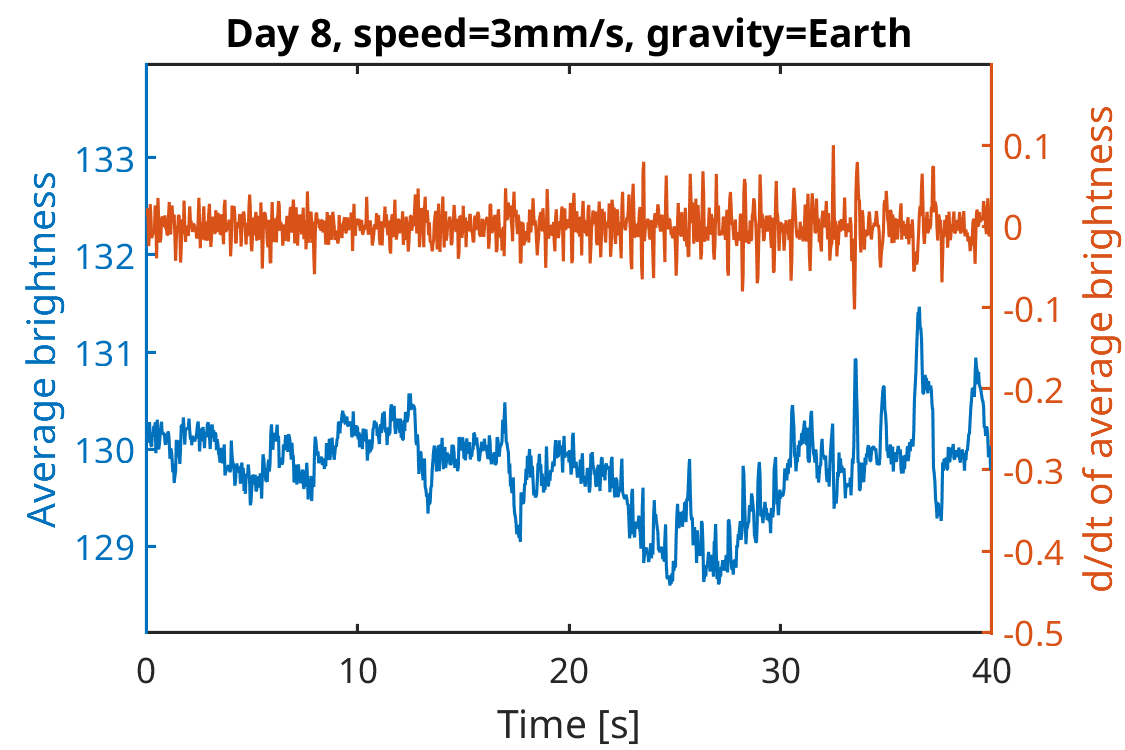 Day 8, speed=3mm/s, gravity=Earth
Average brightness
133
132
131
130
129
0.1
0
-0.1
-0.2
-0.3
-0.4
-0.5
d/dt of average brightness
0 10 20 30 40
Time [s]